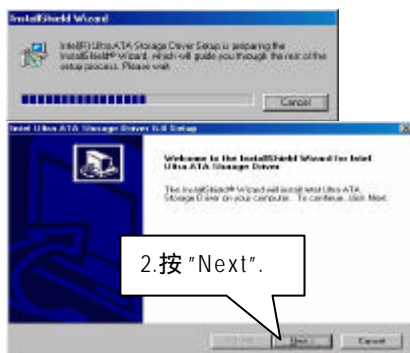 InstallShield Wizard
Intel(R) Ultra ATA Storage Driver Setup is preparing the
InstallShield® Wizard, which will guide you through the rest of the
setup process. Please wait.
Cancel
Intel Ultra ATA Storage Driver Setup
Welcome to the InstallShield Wizard for Intel
Ultra ATA Storage Driver
The InstallShield® Wizard will install Intel Ultra ATA
Storage Driver on your computer. To continue, click Next.
2.按 "Next".
Next
Cancel